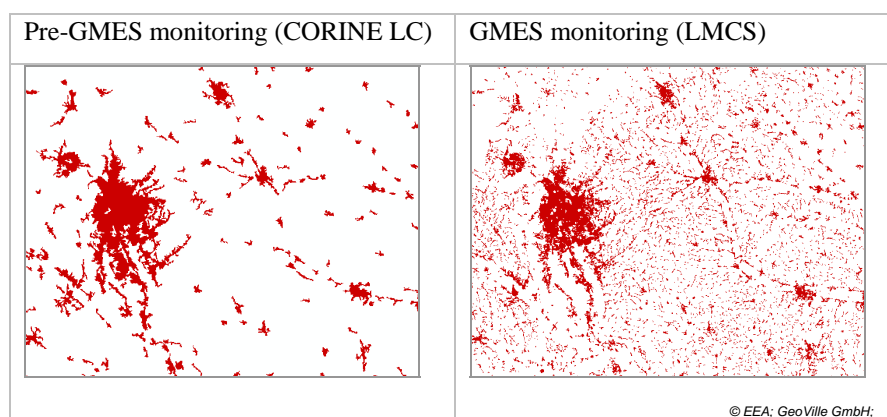 Pre-GMES monitoring (CORINE LC)
GMES monitoring (LMCS)
© EEA; GeoVille GmbH;